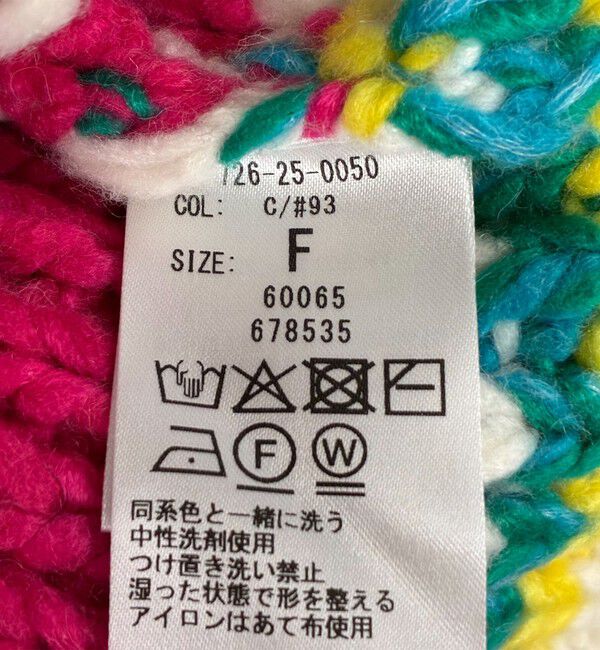 726-25-0050
COL: C/#93
SIZE: F
60065
678535
F W
同系色と一緒に洗う
中性洗剤使用
つけ置き洗い禁止
湿った状態で形を整える
アイロンはあて布使用